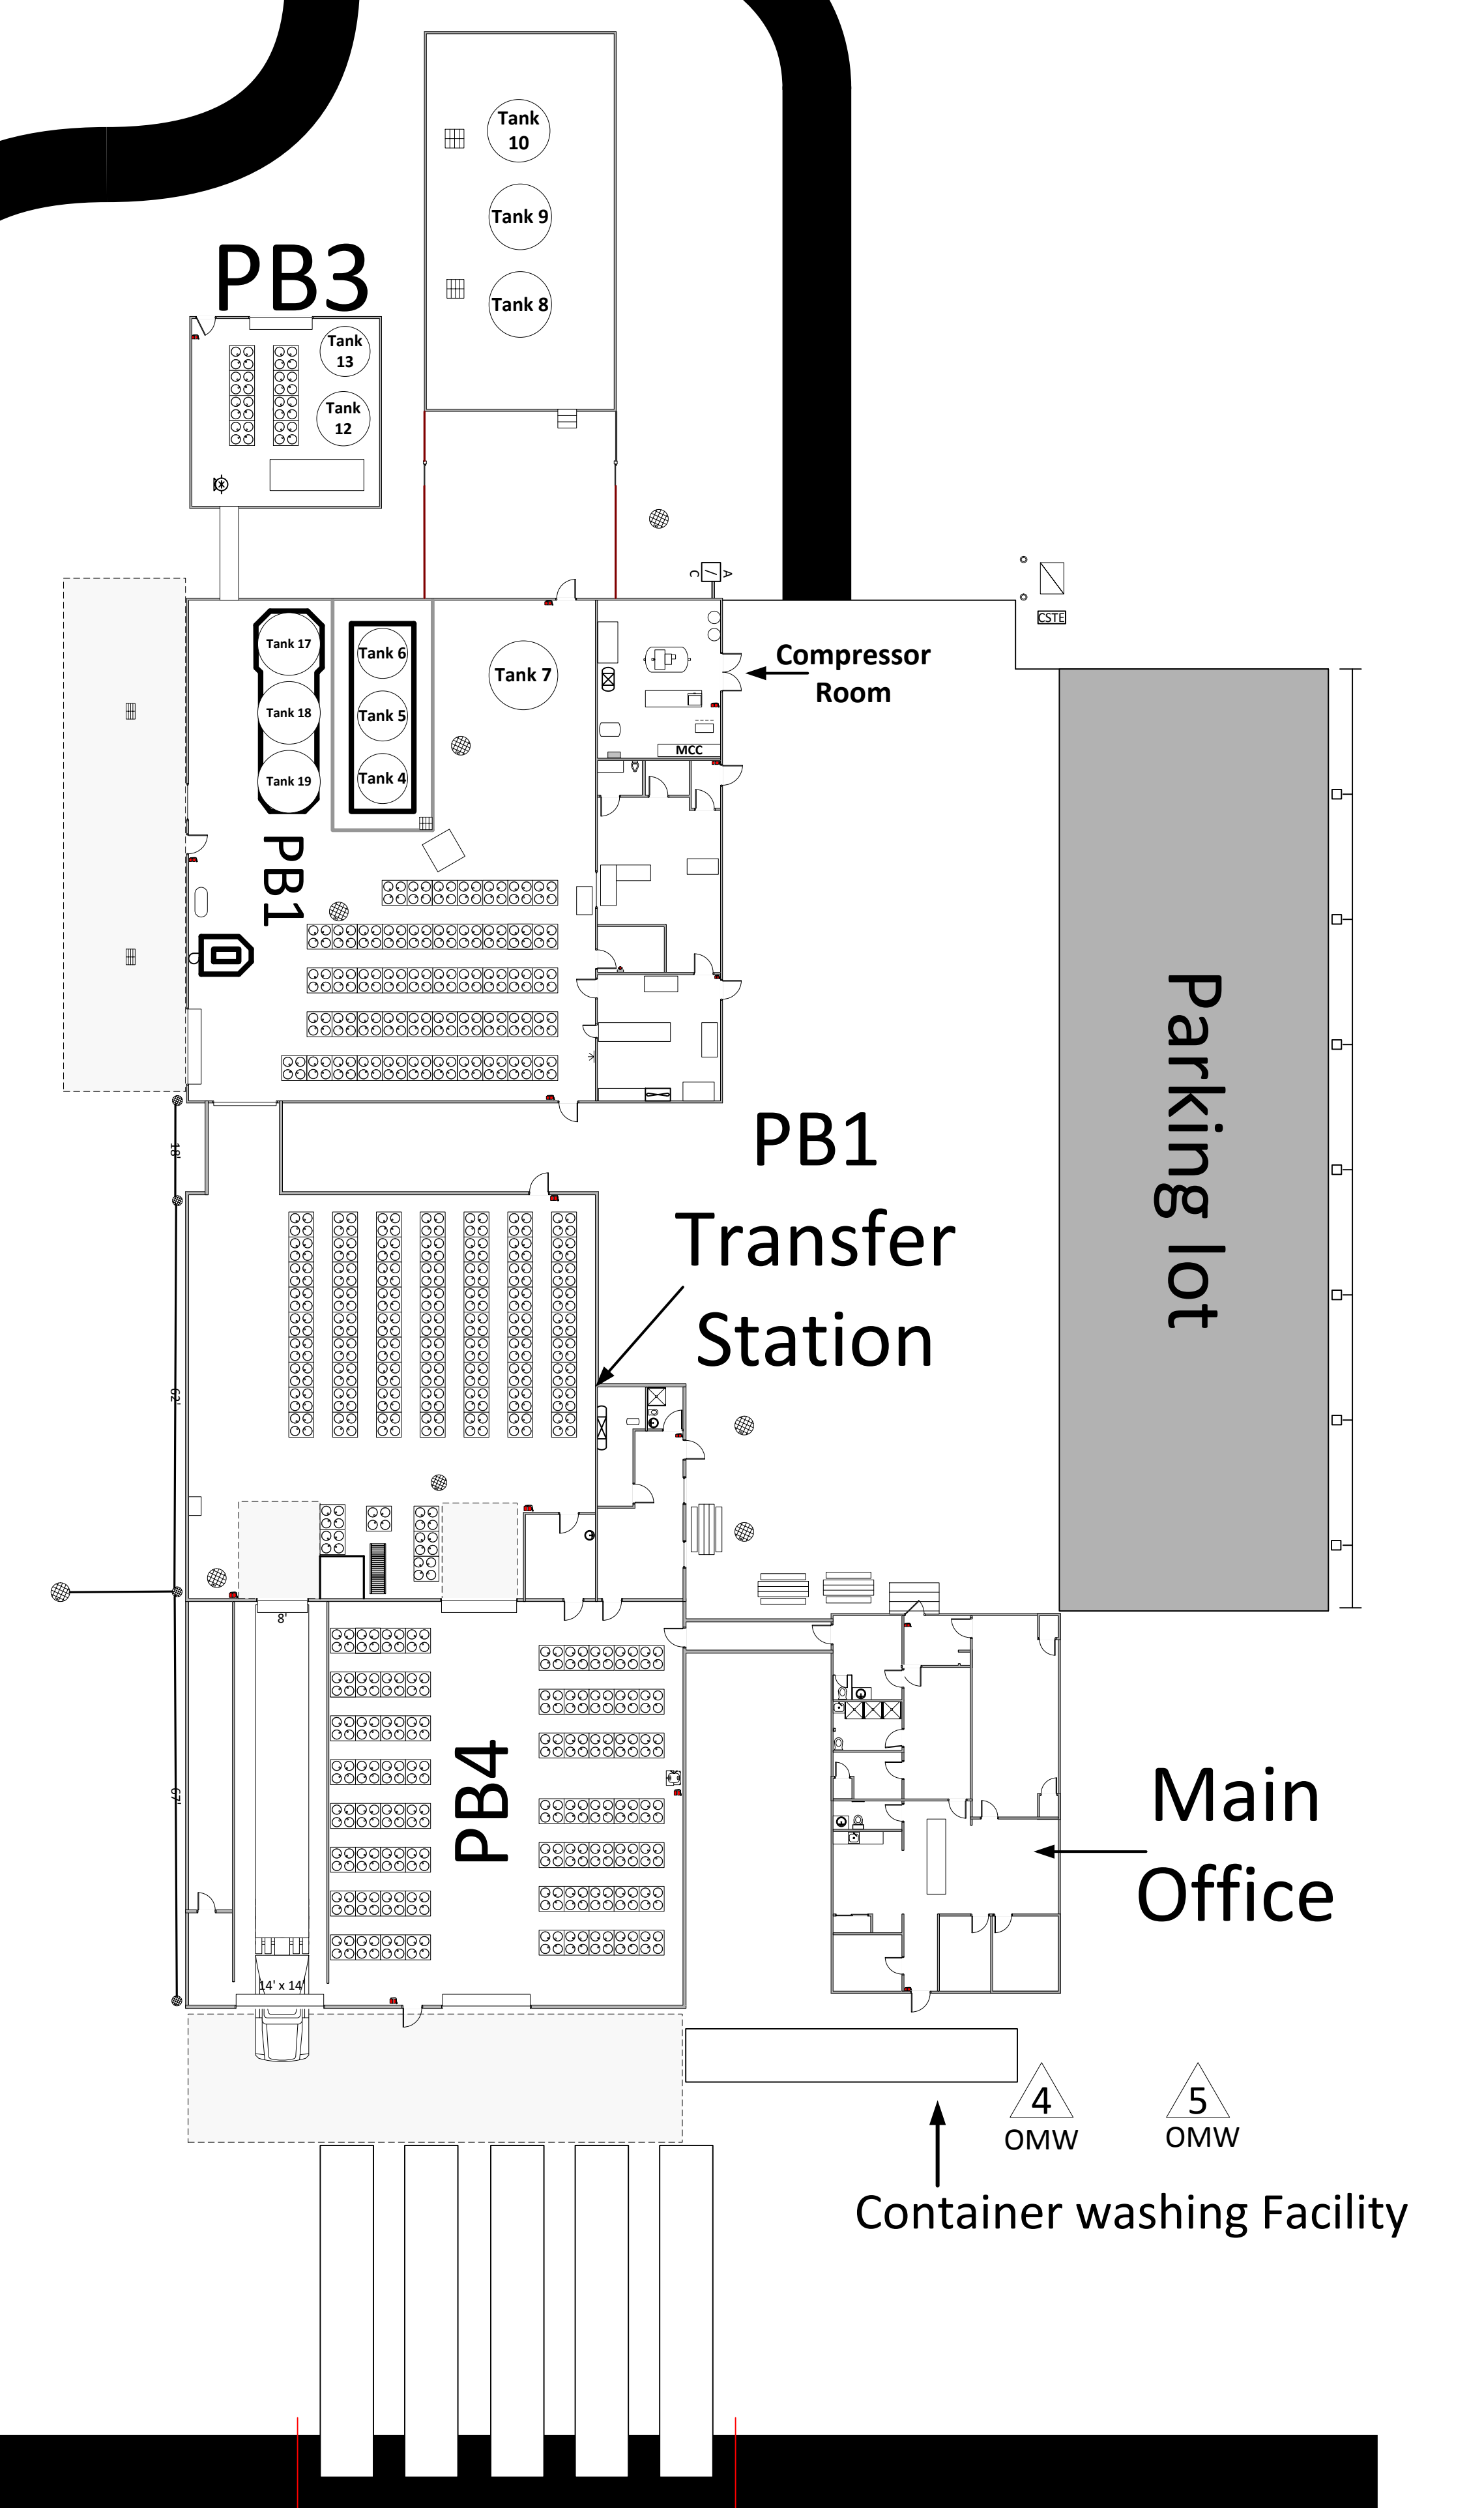 Tank
10
Tank 9
Tank 8
PB3
Tank
13
Tank
12
A
C
CSTE
Tank 17
Tank 18
Tank 19
Tank 6
Tank 5
Tank 4
Tank 7
Compressor
Room
MCC
PB1
Parking lot
18'
PB1
Transfer
Station
62'
8'
67'
PB4
14' x 14'
Main
Office
4
OMW
5
OMW
Container washing Facility